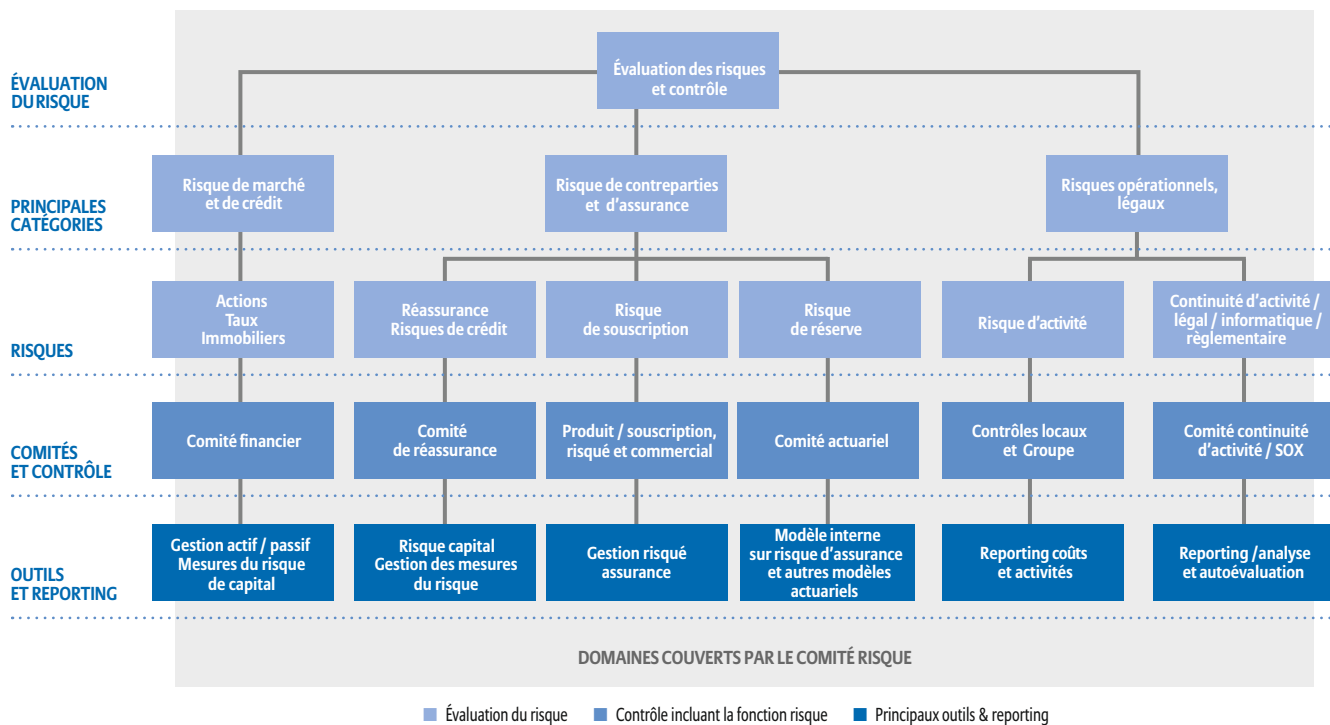 ÉVALUATION
DU RISQUE
Évaluation des risques
et contrôle
PRINCIPALES
CATÉGORIES
Risque de marché
et de crédit
Risque de contreparties
et d'assurance
Risques opérationnels,
légaux
RISQUES
Actions
Taux
Immobiliers
Réassurance
Risques de crédit
Risque
de souscription
Risque
de réserve
Risque d'activité
Continuité d'activité /
légal / informatique /
règlementaire
COMITÉS
ET CONTRÔLE
Comité financier
Comité
de réassurance
Produit / souscription,
risqué et commercial
Comité actuariel
Contrôles locaux
et Groupe
Comité continuité
d'activité / SOX
OUTILS
ET REPORTING
Gestion actif / passif
Mesures du risque
de capital
Risque capital
Gestion des mesures
du risque
Gestion risqué
assurance
Modèle interne
sur risque d'assurance
et autres modèles
actuariels
Reporting coûts
et activités
Reporting /analyse
et autoévaluation
DOMAINES COUVERTS PAR LE COMITÉ RISQUE
Évaluation du risque
Contrôle incluant la fonction risque
Principaux outils & reporting